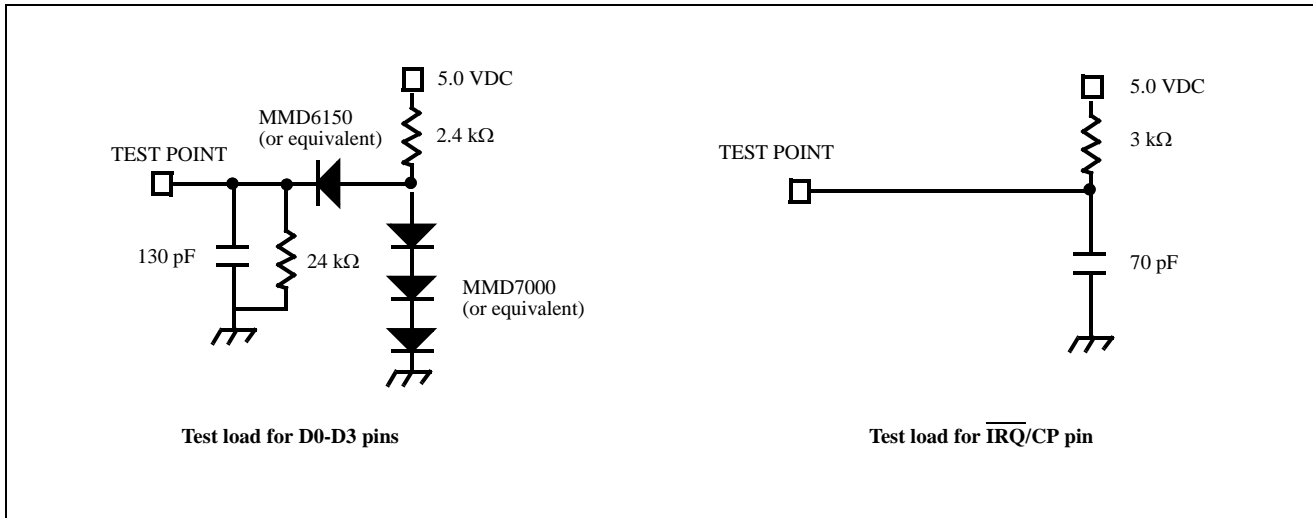 5.0 VDC
MMD6150
(or equivalent)
2.4 kΩ
TEST POINT
130 pF
24 kΩ
MMD7000
(or equivalent)
Test load for D0-D3 pins
5.0 VDC
3 kΩ
TEST POINT
70 pF
Test load for I̅R̅Q̅/CP pin